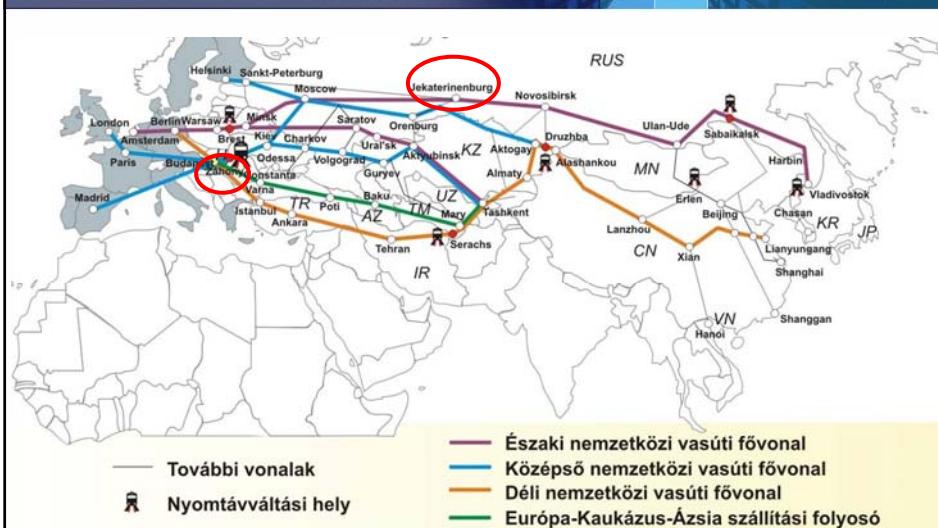 RUS
Helsinki Sankt-Peterburg
Moscow
Jekaterinenburg
Novosibirsk
London
Berlin Warsaw
Minsk
Amsterdam
Brest
Saratov
Ural'sk
Orenburg
Ulan-Ude
Sabaikalsk
Kiev
Charkov
Paris
Odessa
Volgograd
Aktyubinsk
KZ
Aktogay
Druzhba
Harbin
Budapest
Záhony
Constanta
Guryev
Almaty
Alashankou
MN
Erlen
Vladivostok
Madrid
Varna
Baku
UZ
Beijing
Chasan
KR
JP
Istanbul
TR
Poti
AZ
TM
Mary
Tashkent
Ankara
Lanzhou
Tehran
Serachs
CN
Xian
Lianyungang
IR
Shanghai
VN
Shanggan
Hanoi
További vonalak
Nyomtávváltási hely
Északi nemzetközi vasúti fővonal
Középső nemzetközi vasúti fővonal
Déli nemzetközi vasúti fővonal
Európa-Kaukázus-Ázsia szállítási folyosó